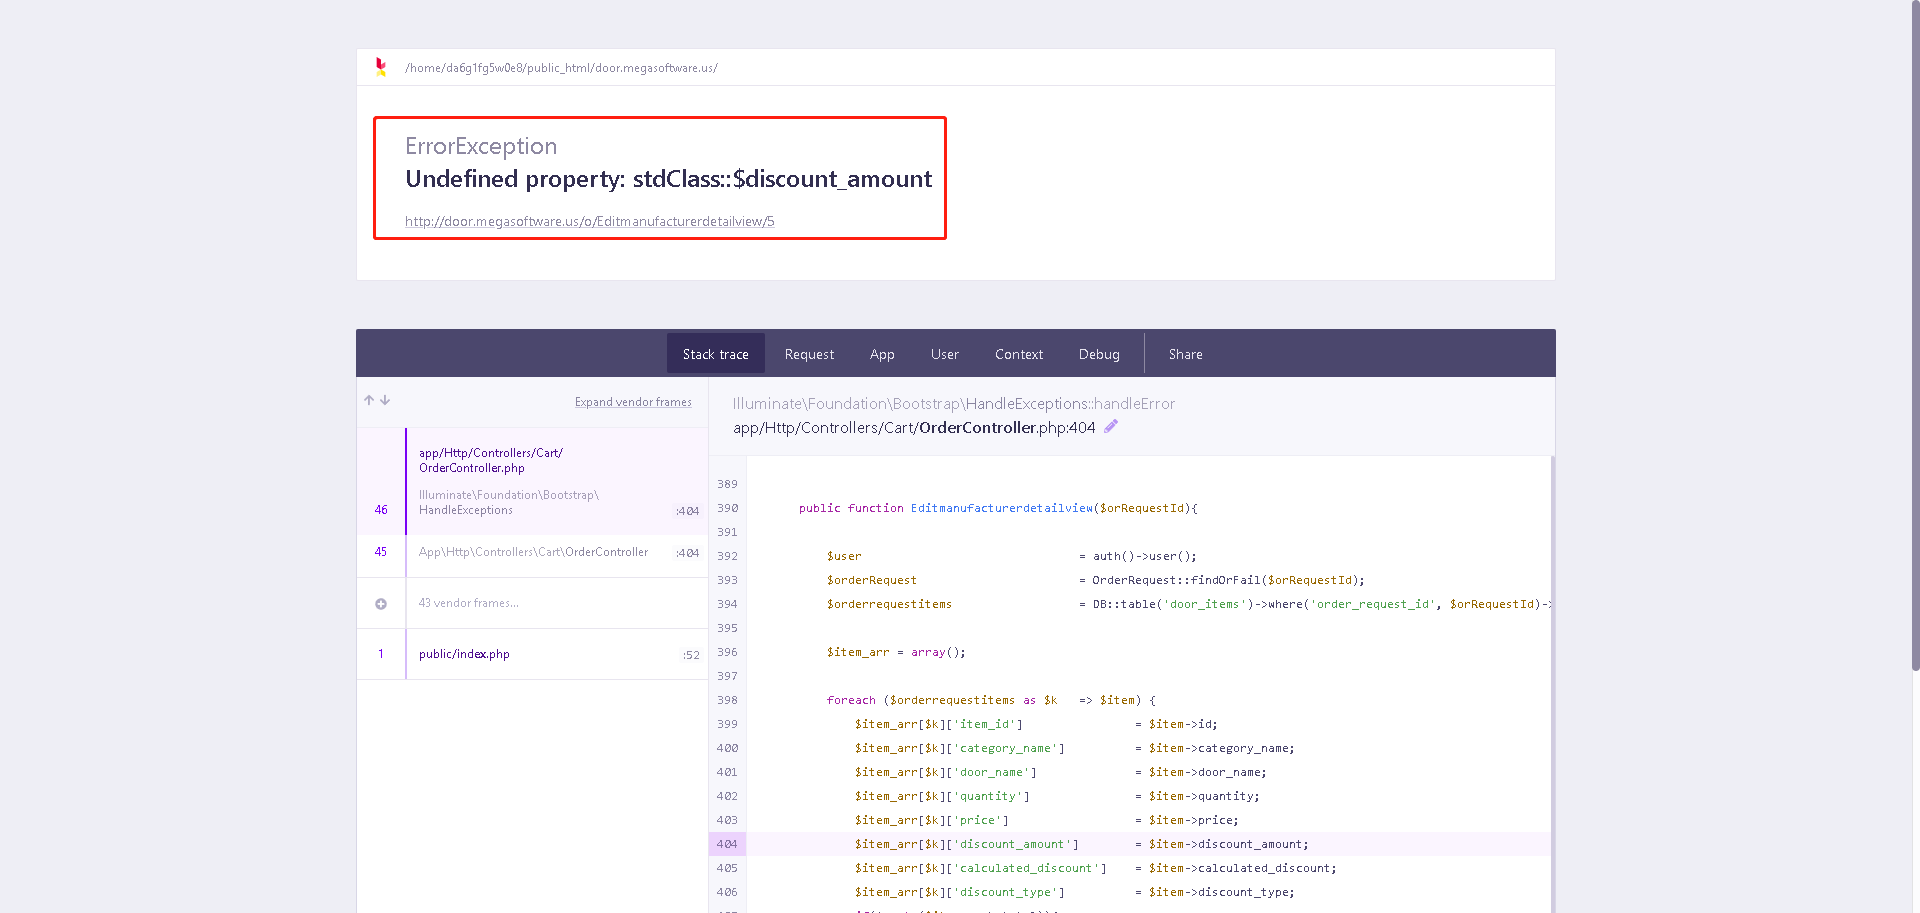 /home/da6g1fg5w0e8/public_html/door.megasoftware.us/
ErrorException
Undefined property: stdClass::$discount_amount
http://door.megasoftware.us/o/Editmanufacturerdetailview/5
Stack trace
Request
App
User
Context
Debug
Share
Expand vendor frames
app/Http/Controllers/Cart/
OrderController.php
Illuminate\Foundation\Bootstrap\
46 HandleExceptions :404
45 App\Http\Controllers\Cart\OrderController :404
43 vendor frames...
1 public/index.php :52
Illuminate\Foundation\Bootstrap\HandleExceptions::handleError
app/Http/Controllers/Cart/OrderController.php:404
389
390 public function Editmanufacturerdetailview($orRequestId){
391
392 $user = auth()->user();
393 $orderRequest = OrderRequest::findOrFail($orRequestId);
394 $orderrequestitems = DB::table('door_items')->where('order_request_id', $orRequestId)->
395
396 $item_arr = array();
397
398 foreach ($orderrequestitems as $k => $item) {
399 $item_arr[$k]['item_id'] = $item->id;
400 $item_arr[$k]['category_name'] = $item->category_name;
401 $item_arr[$k]['door_name'] = $item->door_name;
402 $item_arr[$k]['quantity'] = $item->quantity;
403 $item_arr[$k]['price'] = $item->price;
404 $item_arr[$k]['discount_amount'] = $item->discount_amount;
405 $item_arr[$k]['calculated_discount'] = $item->calculated_discount;
406 $item_arr[$k]['discount_type'] = $item->discount_type;